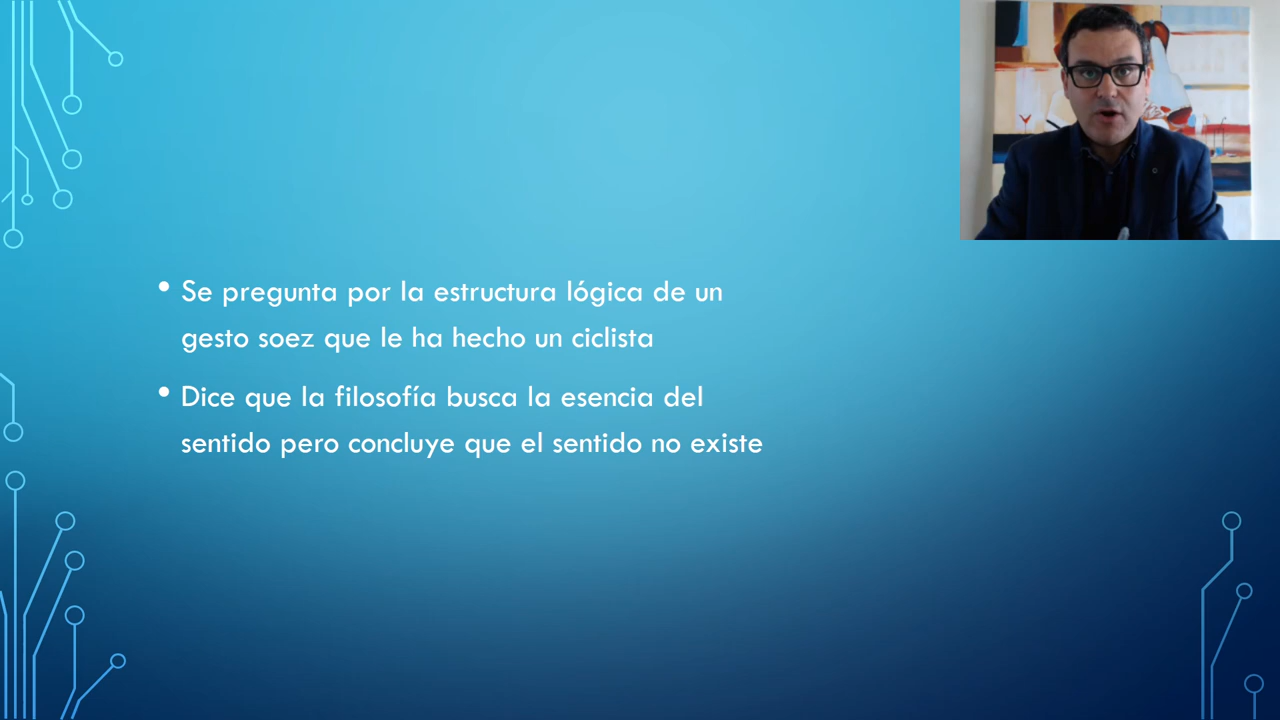 • Se pregunta por la estructura lógica de un
gesto soez que le ha hecho un ciclista
• Dice que la filosofía busca la esencia del
sentido pero concluye que el sentido no existe